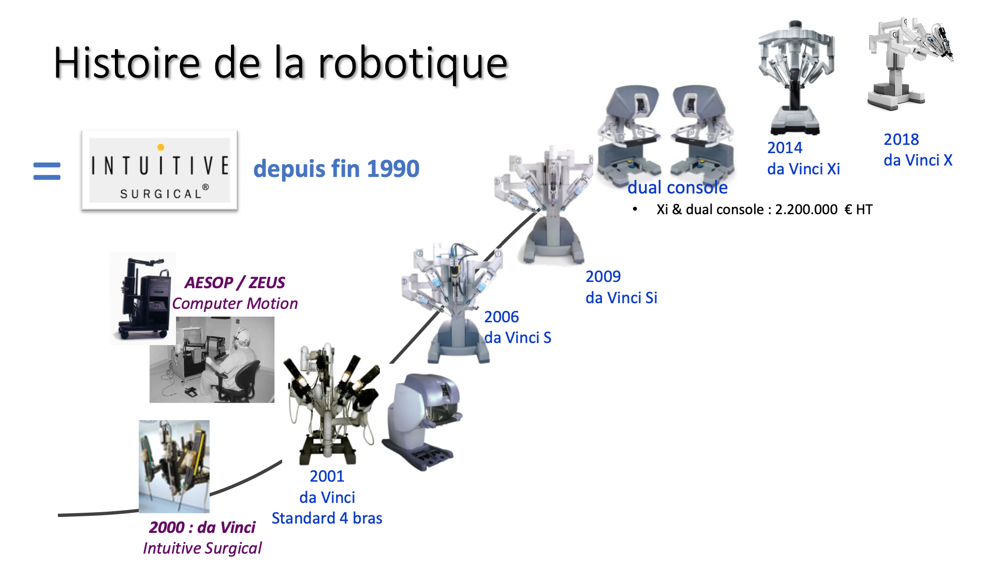 Histoire de la robotique
=
INTUITIVE
SURGICAL®
depuis fin 1990
2014
da Vinci Xi
2018
da Vinci X
dual console
• Xi & dual console : 2.200.000 € HT
2009
da Vinci Si
AESOP / ZEUS
Computer Motion
2006
da Vinci S
2001
da Vinci
Standard 4 bras
2000 : da Vinci
Intuitive Surgical